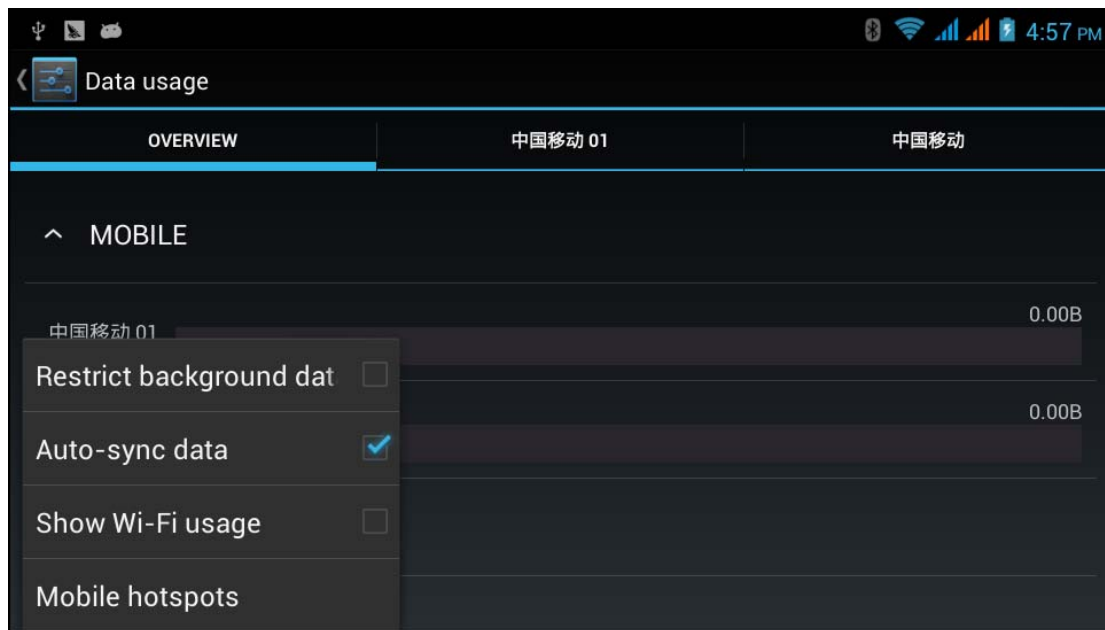 4:57 PM
Data usage
OVERVIEW
中国移动 01
中国移动
MOBILE
0.00B
中国移动 01
Restrict background dat
0.00B
Auto-sync data
Show Wi-Fi usage
Mobile hotspots